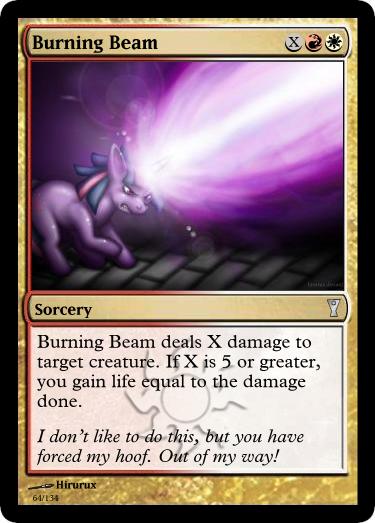 Burning Beam X
Sorcery
Burning Beam deals X damage to
target creature. If X is 5 or greater,
you gain life equal to the damage
done.
I don't like to do this, but you have
forced my hoof. Out of my way!
Hirurux
64/134